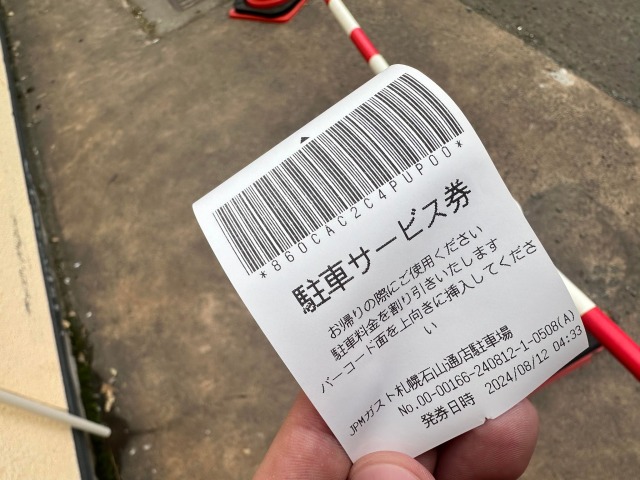 *860CAC2C4PUP00*
駐車サービス券
お帰りの際にご使用ください
駐車料金を割り引きいたします
バーコード面を上向きに挿入してくださ
い
JPMガスト札幌石山通店駐車場
No.00-00166-240812-1-0508(A)
発券日時 2024/08/12 04:33